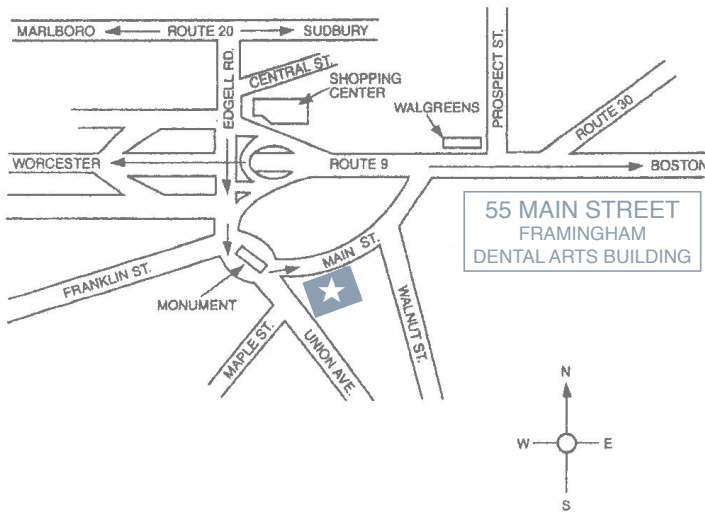 MARLBORO
ROUTE 20
SUDBURY
EDGELL RD.
CENTRAL ST.
SHOPPING
CENTER
WALGREENS
PROSPECT ST.
ROUTE 30
WORCESTER
ROUTE 9
BOSTON
55 MAIN STREET
FRAMINGHAM
DENTAL ARTS BUILDING
MAIN ST.
FRANKLIN ST.
MONUMENT
WALNUT ST.
MAPLE ST.
UNION AVE.
N
W
E
S